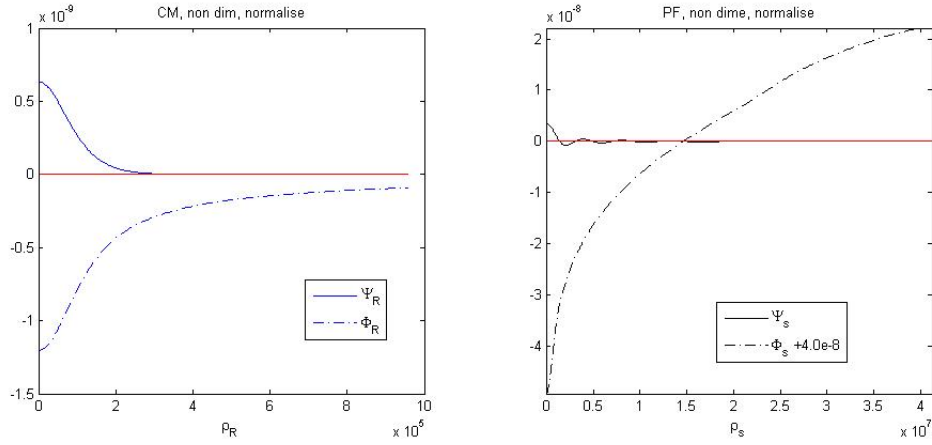 CM, non dim, normalise
x 10^-9
1
0.5
0
-0.5
-1
-1.5
0 2 4 6 8 10
x 10^5
ρ_R
Ψ_R
Φ_R
PF, non dime, normalise
x 10^-8
2
1
0
-1
-2
-3
-4
0 0.5 1 1.5 2 2.5 3 3.5 4
x 10^7
ρ_s
Ψ_s
Φ_s +4.0e-8